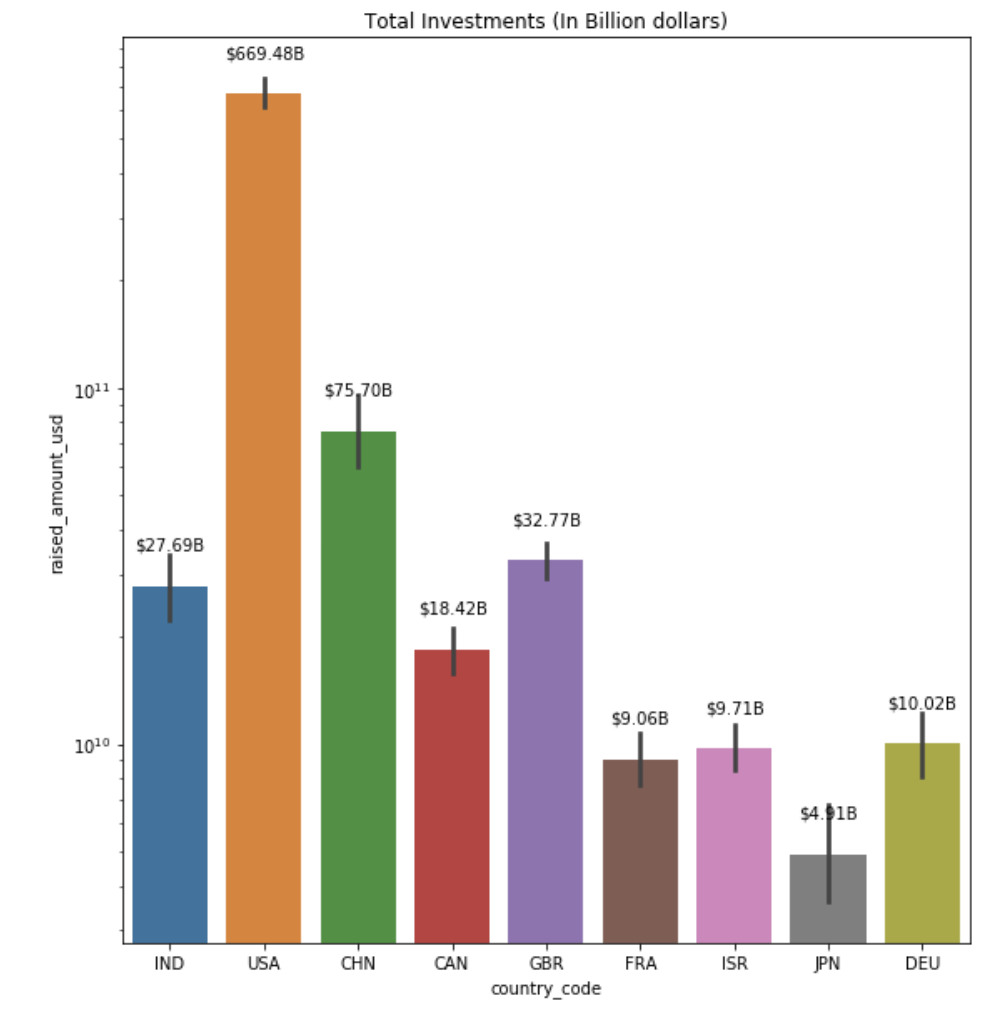 Total Investments (In Billion dollars)
$669.48B
$75.70B
$27.69B
$32.77B
$18.42B
$9.06B
$9.71B
$10.02B
$4.91B
10¹¹
10¹⁰
raised_amount_usd
IND USA CHN CAN GBR FRA ISR JPN DEU
country_code